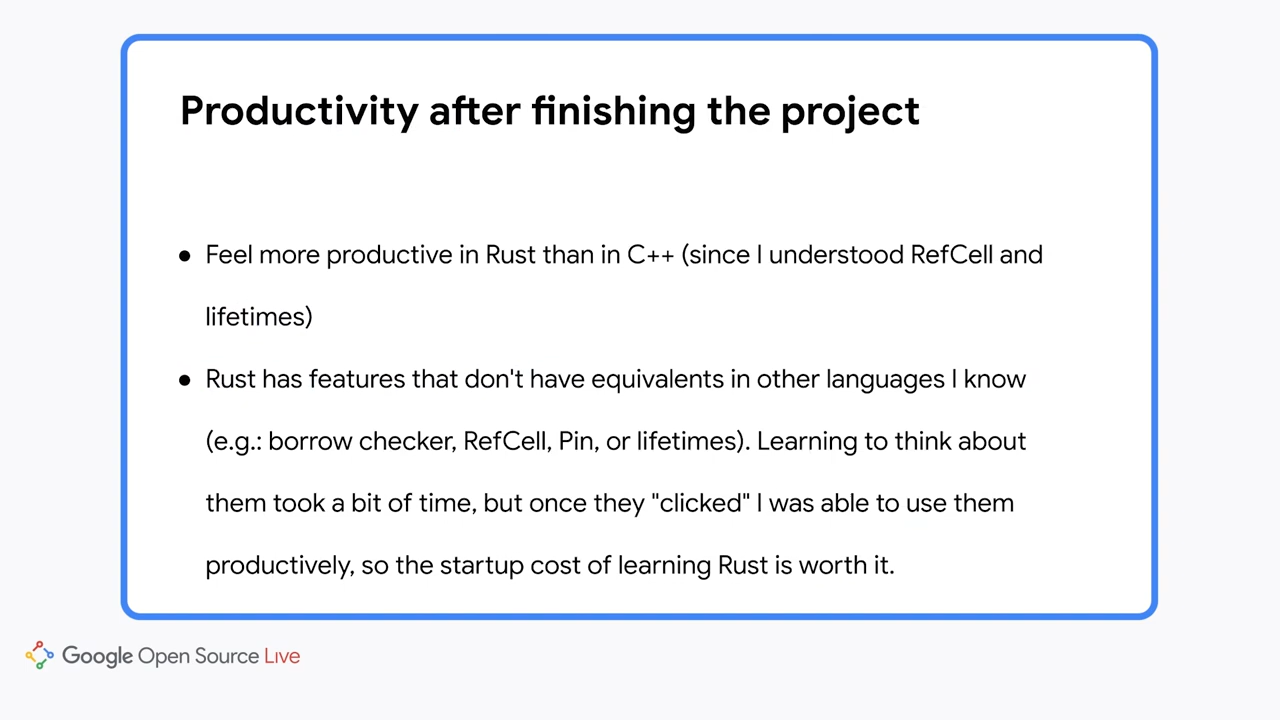 Productivity after finishing the project
● Feel more productive in Rust than in C++ (since I understood RefCell and
lifetimes)
● Rust has features that don't have equivalents in other languages I know
(e.g.: borrow checker, RefCell, Pin, or lifetimes). Learning to think about
them took a bit of time, but once they "clicked" I was able to use them
productively, so the startup cost of learning Rust is worth it.
Google Open Source Live